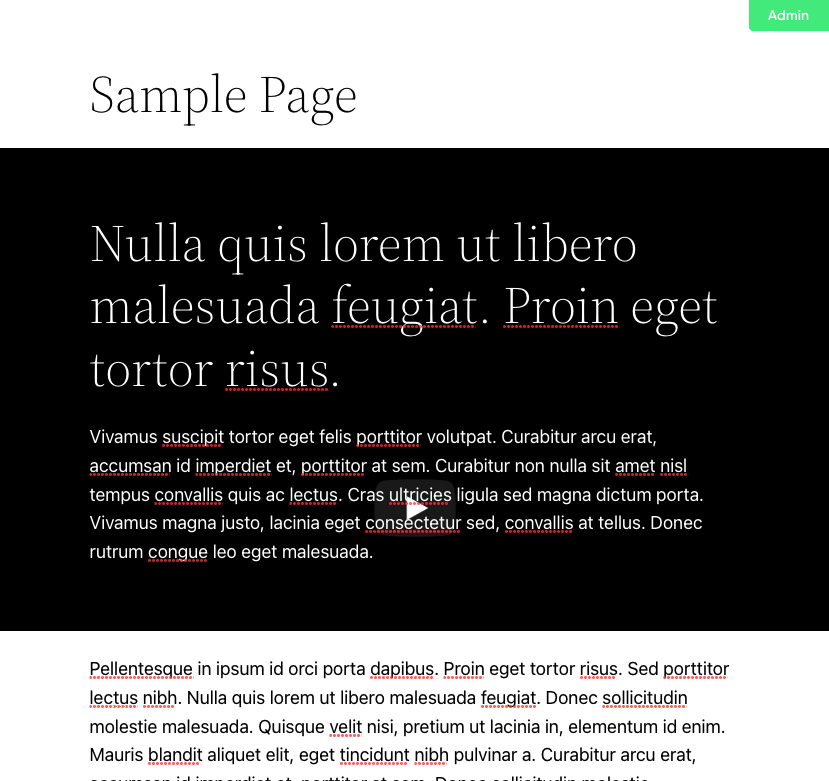 Admin
Sample Page
Nulla quis lorem ut libero
malesuada feugiat. Proin eget
tortor risus.
Vivamus suscipit tortor eget felis porttitor volutpat. Curabitur arcu erat,
accumsan id imperdiet et, porttitor at sem. Curabitur non nulla sit amet nisl
tempus convallis quis ac lectus. Cras ultricies ligula sed magna dictum porta.
Vivamus magna justo, lacinia eget consectetur sed, convallis at tellus. Donec
rutrum congue leo eget malesuada.
Pellentesque in ipsum id orci porta dapibus. Proin eget tortor risus. Sed porttitor
lectus nibh. Nulla quis lorem ut libero malesuada feugiat. Donec sollicitudin
molestie malesuada. Quisque velit nisi, pretium ut lacinia in, elementum id enim.
Mauris blandit aliquet elit, eget tincidunt nibh pulvinar a. Curabitur arcu erat,